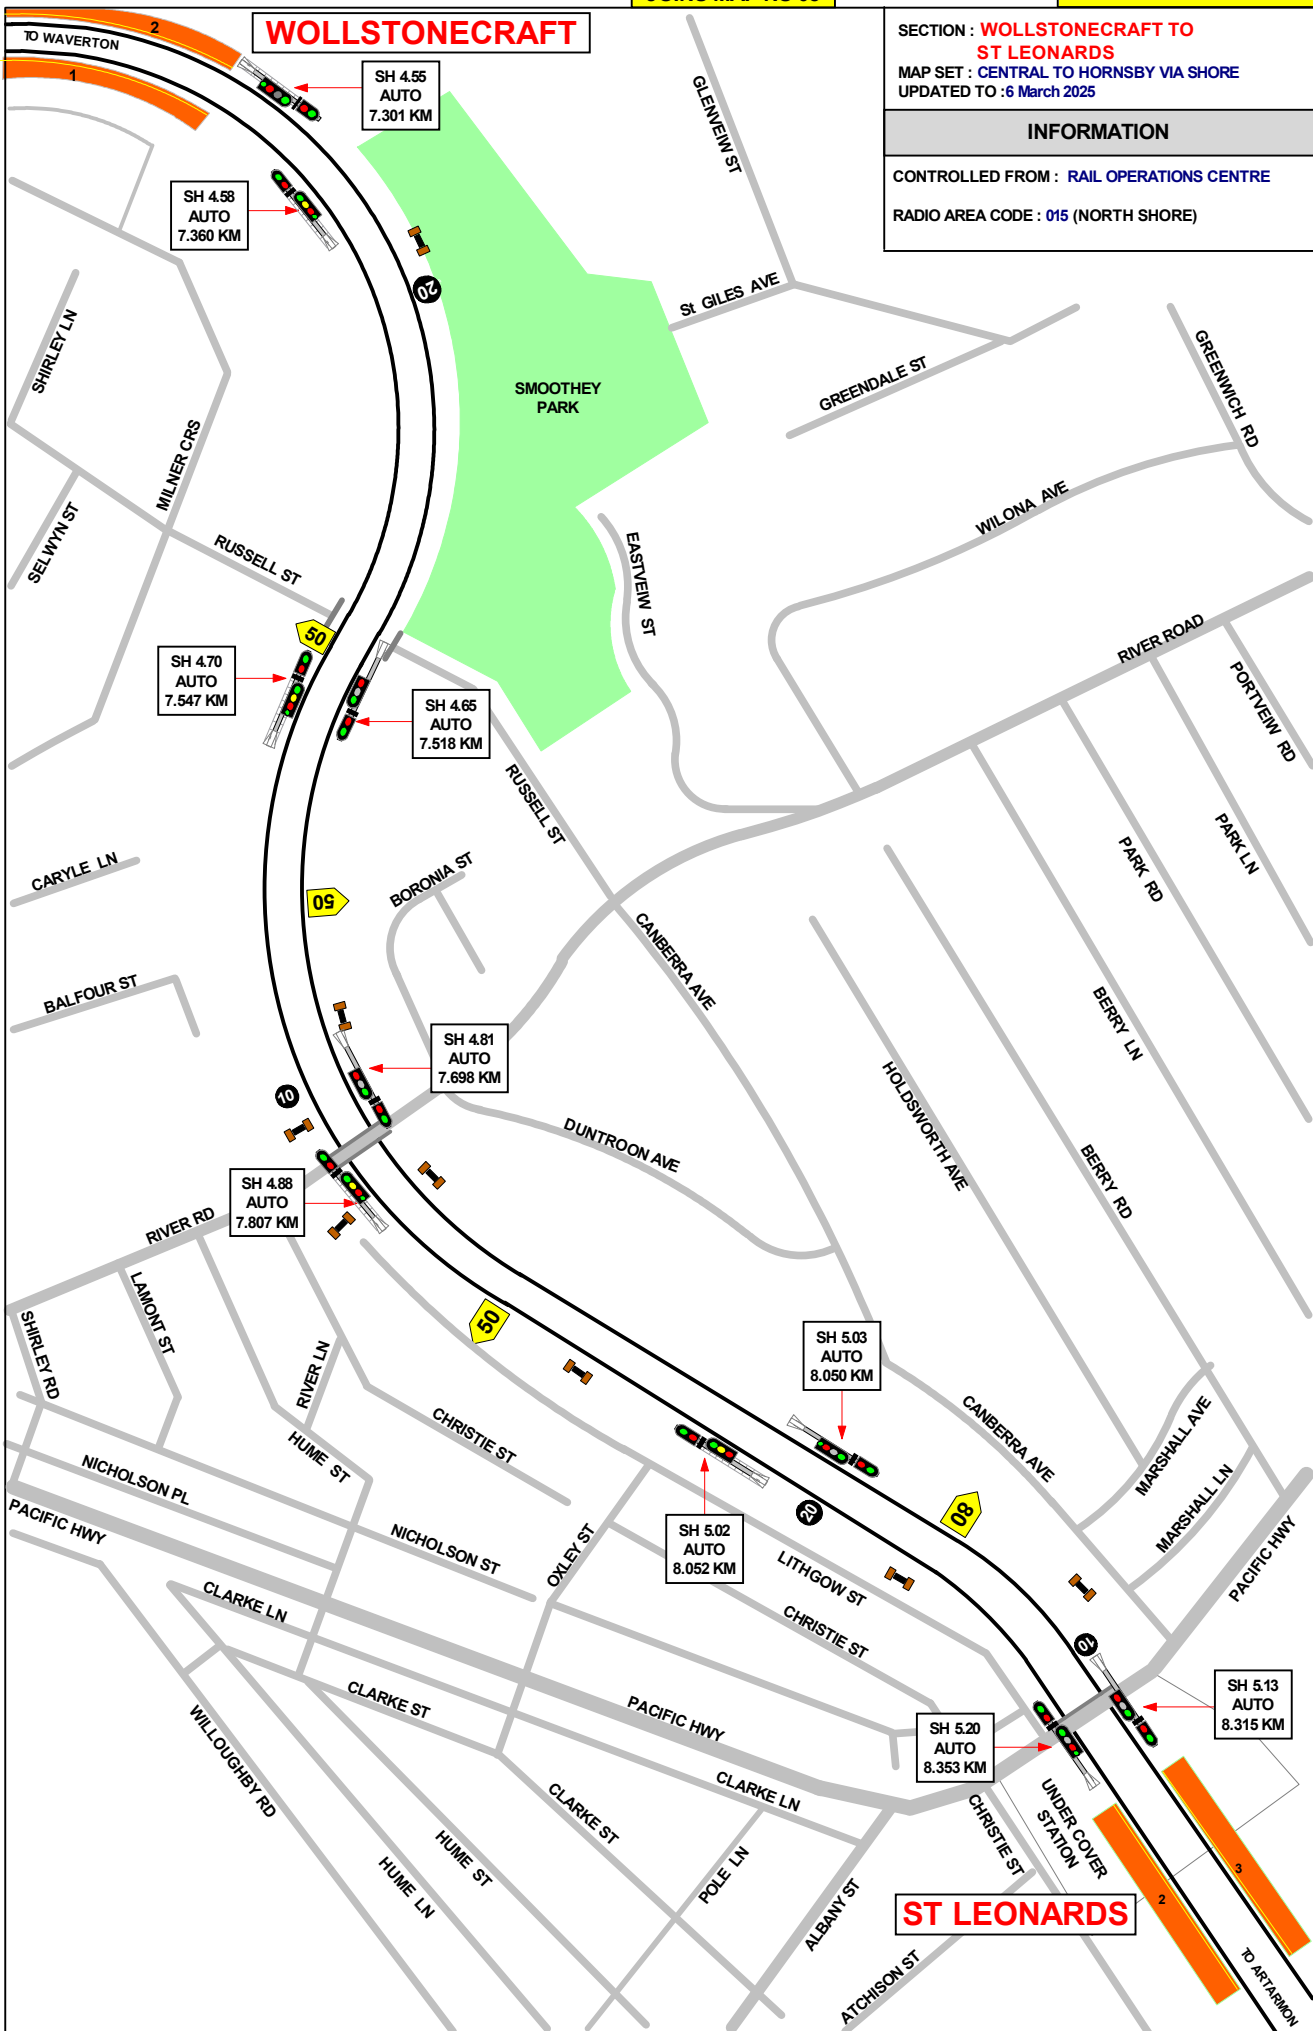 WOLLSTONECRAFT
SECTION : WOLLSTONECRAFT TO
ST LEONARDS
MAP SET : CENTRAL TO HORNSBY VIA SHORE
UPDATED TO :6 March 2025
INFORMATION
CONTROLLED FROM : RAIL OPERATIONS CENTRE
RADIO AREA CODE : 015 (NORTH SHORE)
TO WAVERTON
2
1
SH 4.55
AUTO
7.301 KM
SH 4.58
AUTO
7.360 KM
20
GLENVEIW ST
St GILES AVE
GREENDALE ST
GREENWICH RD
SHIRLEY LN
SMOOTHEY
PARK
MILNER CRS
SELWYN ST
RUSSELL ST
WILONA AVE
EASTVEIW ST
RIVER ROAD
50
SH 4.70
AUTO
7.547 KM
SH 4.65
AUTO
7.518 KM
PORTVEIW RD
RUSSELL ST
PARK LN
PARK RD
CARYLE LN
BORONIA ST
50
CANBERRA AVE
BALFOUR ST
BERRY LN
SH 4.81
AUTO
7.698 KM
HOLDSWORTH AVE
10
DUNTROON AVE
BERRY RD
SH 4.88
AUTO
7.807 KM
RIVER RD
LAMONT ST
SHIRLEY RD
RIVER LN
50
SH 5.03
AUTO
8.050 KM
CHRISTIE ST
HUME ST
CANBERRA AVE
MARSHALL AVE
MARSHALL LN
NICHOLSON PL
PACIFIC HWY
NICHOLSON ST
OXLEY ST
SH 5.02
AUTO
8.052 KM
20
80
LITHGOW ST
PACIFIC HWY
CLARKE LN
CHRISTIE ST
10
CLARKE ST
PACIFIC HWY
SH 5.20
AUTO
8.353 KM
SH 5.13
AUTO
8.315 KM
WILLOUGHBY RD
CLARKE LN
CLARKE ST
UNDER COVER
STATION
CHRISTIE ST
HUME ST
HUME LN
POLE LN
ALBANY ST
3
2
ST LEONARDS
ATCHISON ST
TO ARTARMON